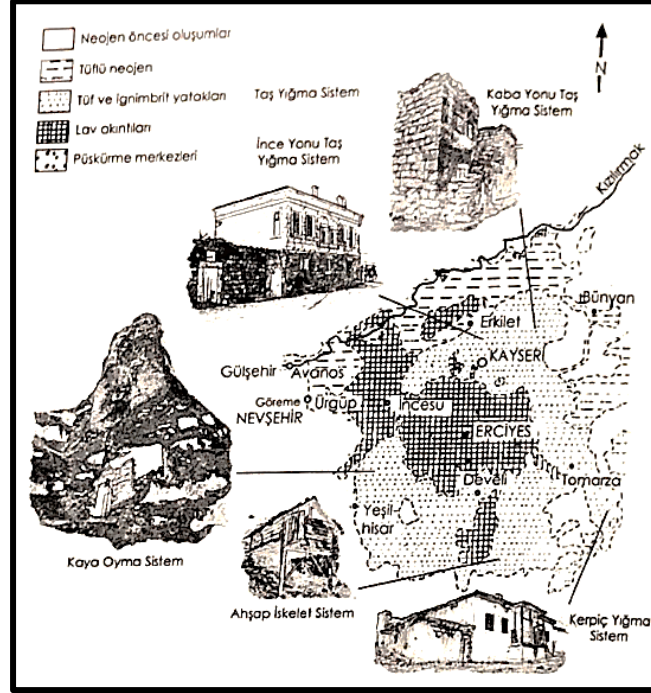 Neojen öncesi oluşumlar
Tüflü neojen
Tüf ve ignimbrit yatakları
Lav akıntıları
Püskürme merkezleri
Taş Yığma Sistem
İnce Yonu Taş
Yığma Sistem
Kaba Yonu Taş
Yığma Sistem
N
Kızılırmak
Bünyan
Erkilet
KAYSERİ
Gülşehir
Avanos
Göreme
Ürgüp
NEVŞEHİR
İncesu
ERCİYES
Develi
Tomarza
Yeşil-
hisar
Kaya Oyma Sistem
Ahşap İskelet Sistem
Kerpiç Yığma
Sistem